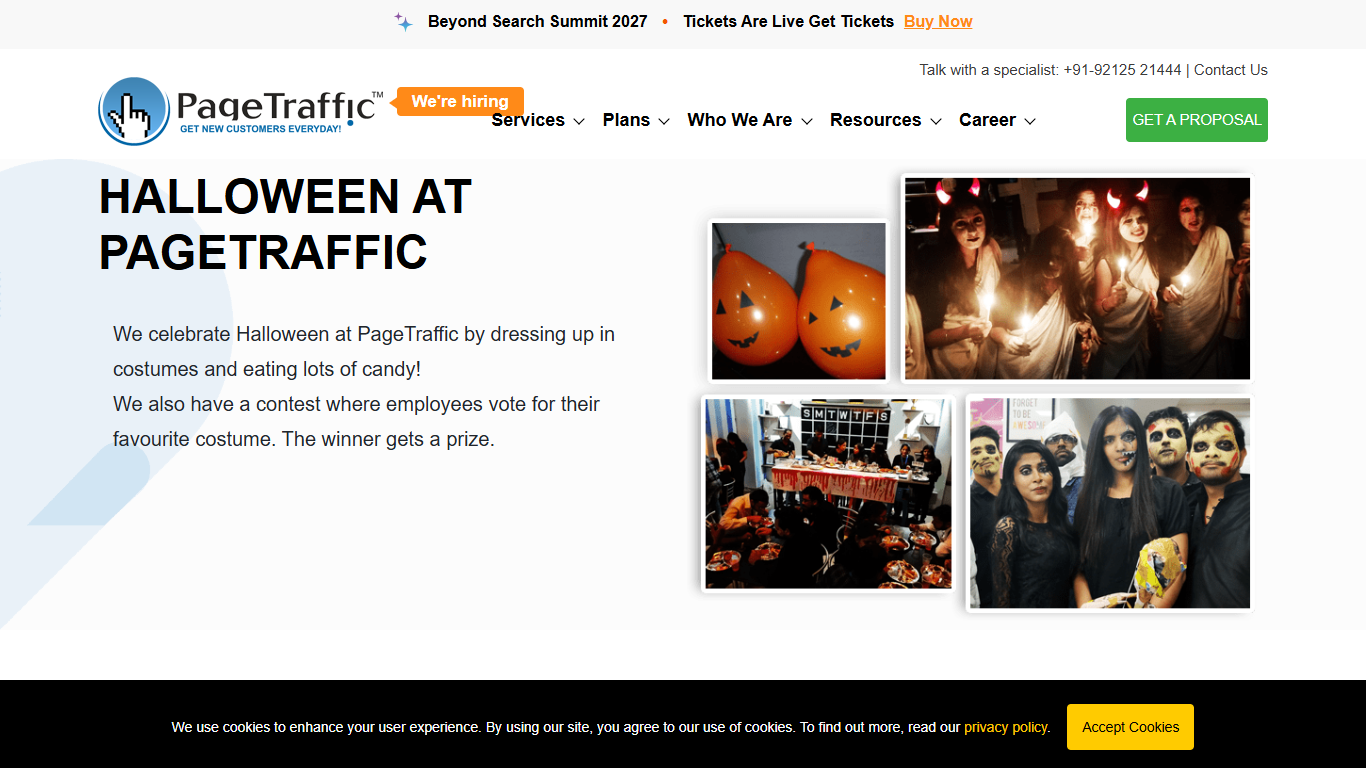 Beyond Search Summit 2027 • Tickets Are Live Get Tickets Buy Now
Talk with a specialist: +91-92125 21444 | Contact Us
PageTraffic™
GET NEW CUSTOMERS EVERYDAY!
We're hiring
Services Plans Who We Are Resources Career
GET A PROPOSAL
HALLOWEEN AT
PAGETRAFFIC
We celebrate Halloween at PageTraffic by dressing up in
costumes and eating lots of candy!
We also have a contest where employees vote for their
favourite costume. The winner gets a prize.
S M T W T F S
FORGET
TO BE
AWESOME
We use cookies to enhance your user experience. By using our site, you agree to our use of cookies. To find out more, read our privacy policy.
Accept Cookies